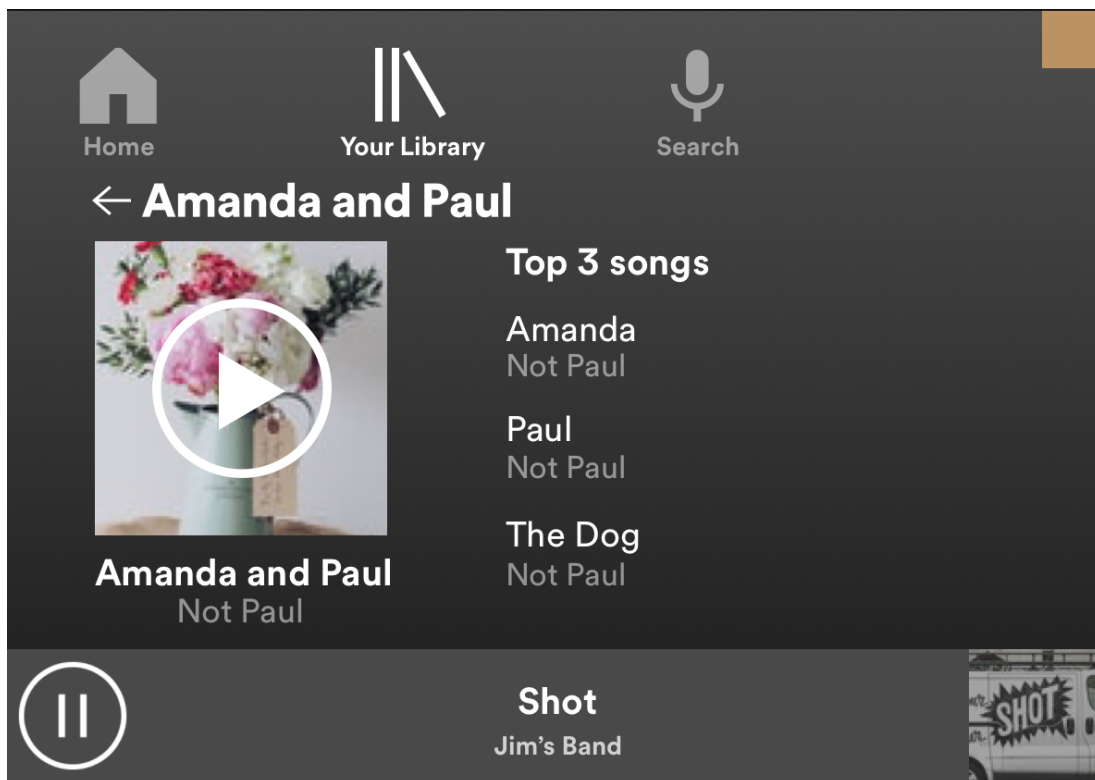 Home
Your Library
Search
Amanda and Paul
Top 3 songs
Amanda
Not Paul
Paul
Not Paul
The Dog
Not Paul
Amanda and Paul
Not Paul
Shot
Jim's Band
SHOT